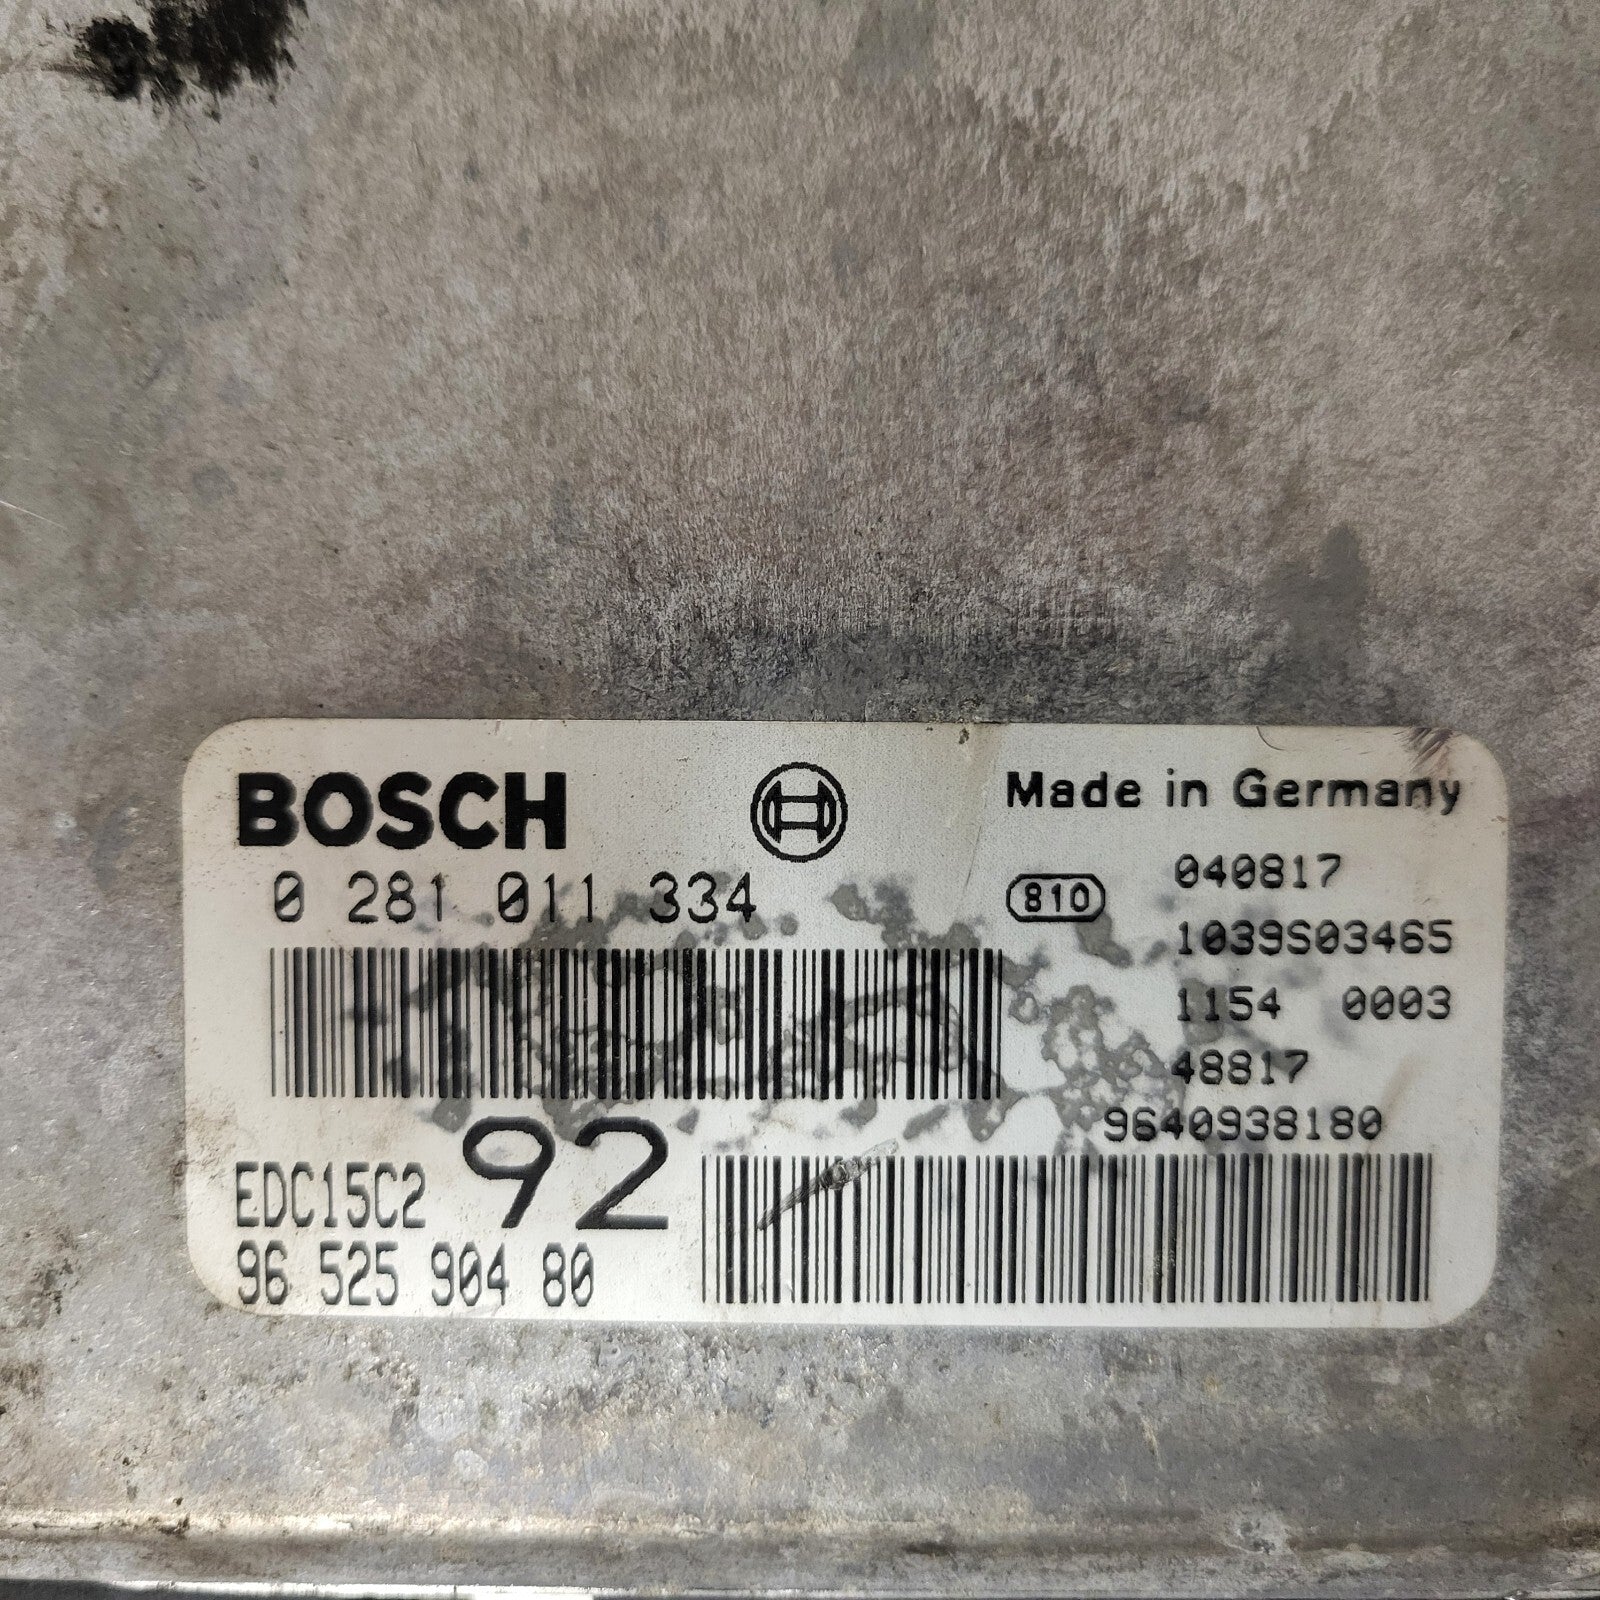 BOSCH
Made in Germany
0 281 011 334
810
040817
1039S03465
1154 0003
48817
9640938180
EDC15C2
92
96 525 904 80